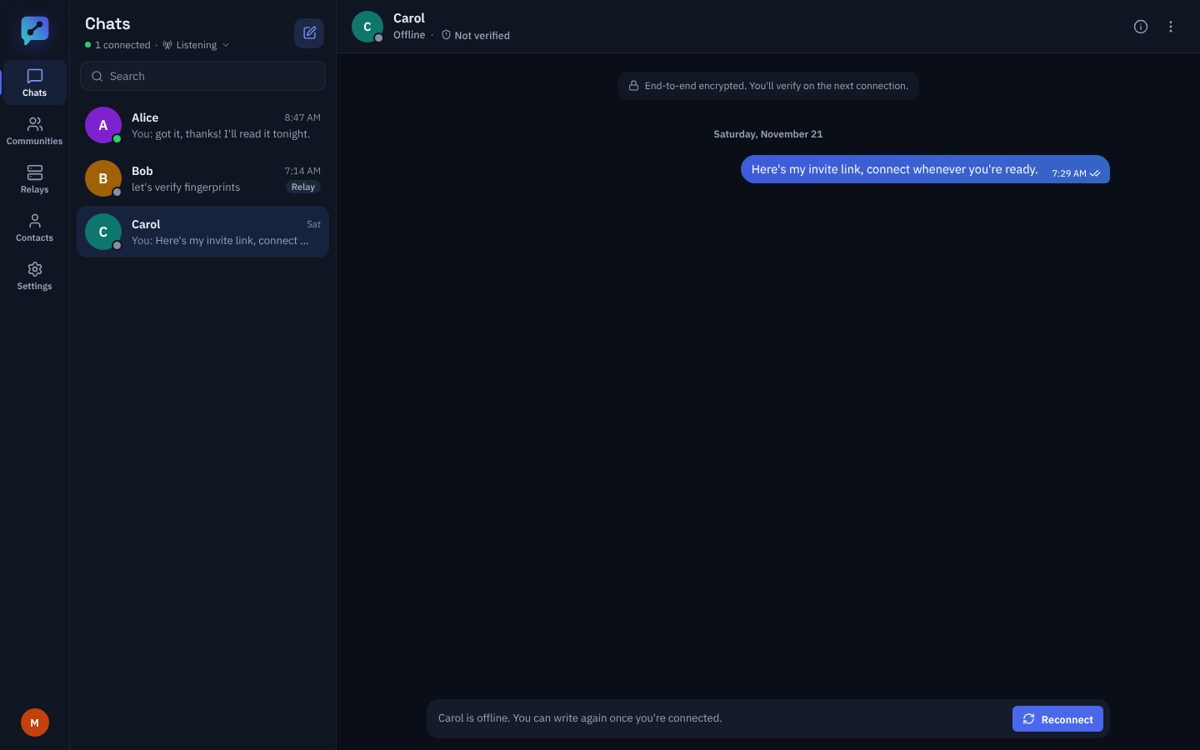 Chats
1 connected · Listening
Search
Chats
Communities
Relays
Contacts
Settings
M
A
Alice
8:47 AM
You: got it, thanks! I'll read it tonight.
B
Bob
7:14 AM
let's verify fingerprints
Relay
C
Carol
Sat
You: Here's my invite link, connect ...
C
Carol
Offline · Not verified
End-to-end encrypted. You'll verify on the next connection.
Saturday, November 21
Here's my invite link, connect whenever you're ready. 7:29 AM
Carol is offline. You can write again once you're connected.
Reconnect